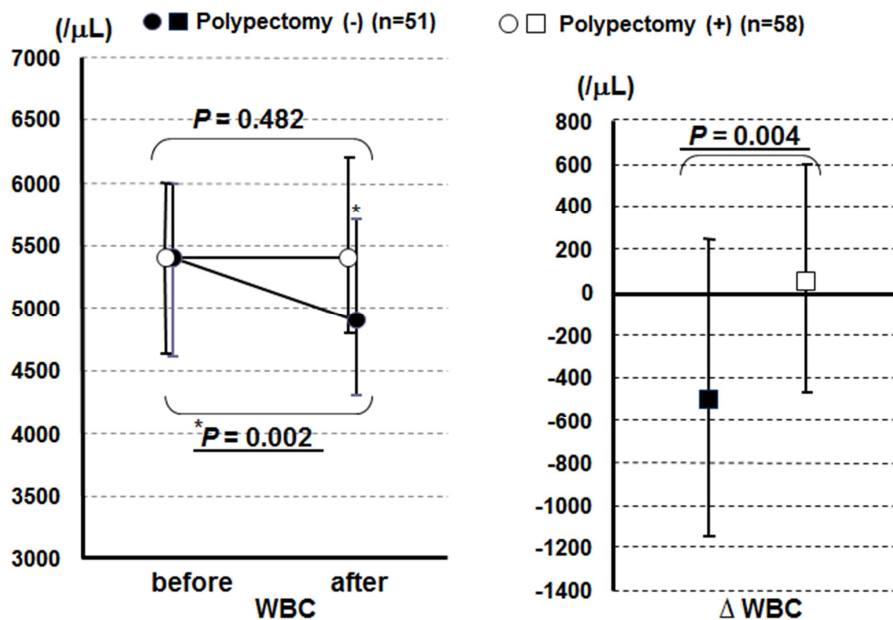 Polypectomy (-) (n=51)
Polypectomy (+) (n=58)
(/μL)
7000
6500
6000
5500
5000
4500
4000
3500
3000
P = 0.482
*
*P = 0.002
before
after
WBC
(/μL)
800
600
400
200
0
-200
-400
-600
-800
-1000
-1200
-1400
P = 0.004
Δ WBC